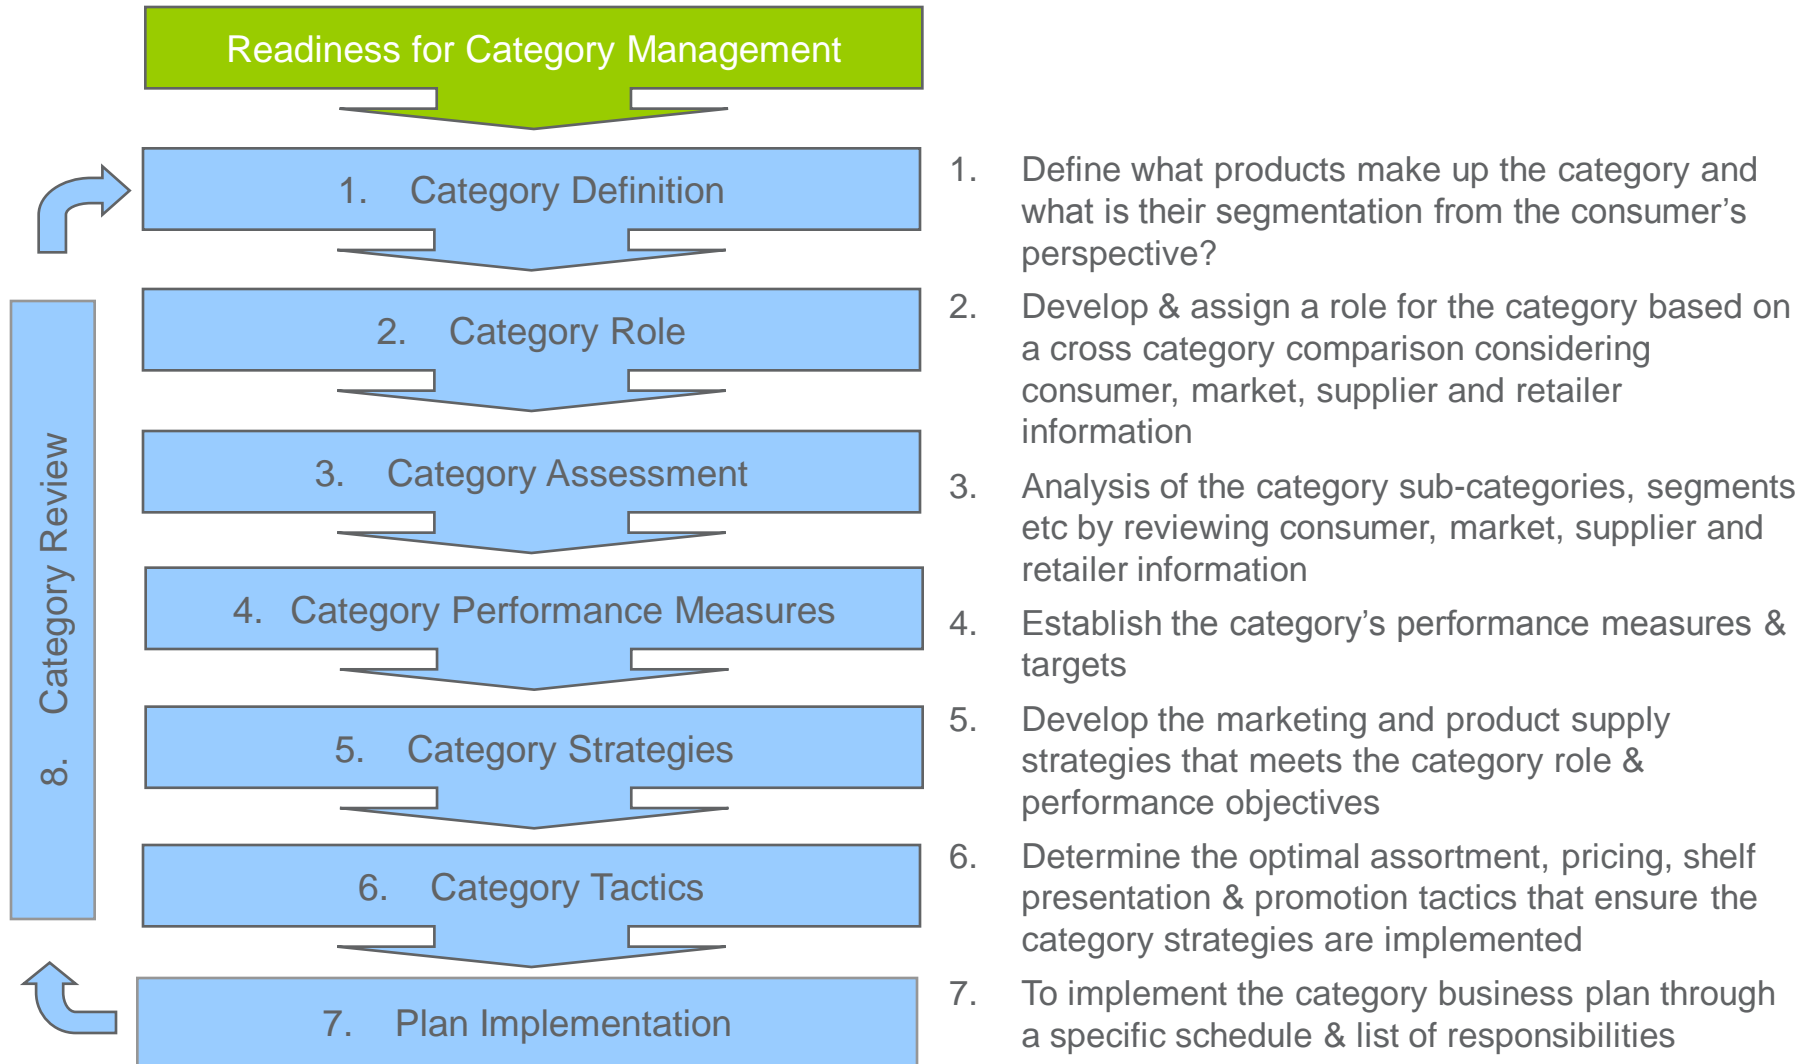 Readiness for Category Management
1. Category Definition
2. Category Role
3. Category Assessment
4. Category Performance Measures
5. Category Strategies
6. Category Tactics
7. Plan Implementation
8. Category Review
1. Define what products make up the category and
what is their segmentation from the consumer’s
perspective?
2. Develop & assign a role for the category based on
a cross category comparison considering
consumer, market, supplier and retailer
information
3. Analysis of the category sub-categories, segments
etc by reviewing consumer, market, supplier and
retailer information
4. Establish the category’s performance measures &
targets
5. Develop the marketing and product supply
strategies that meets the category role &
performance objectives
6. Determine the optimal assortment, pricing, shelf
presentation & promotion tactics that ensure the
category strategies are implemented
7. To implement the category business plan through
a specific schedule & list of responsibilities